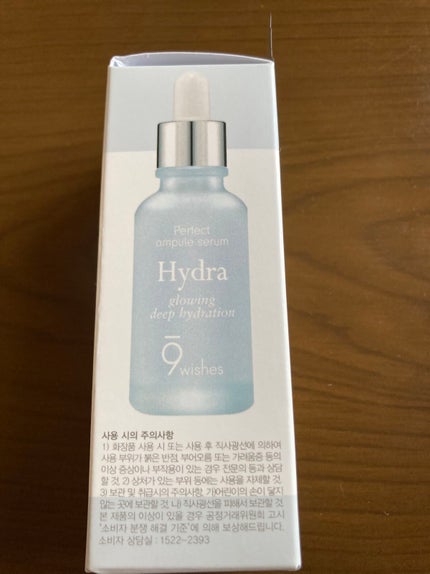 Perfect
ampule serum
Hydra
glowing
deep hydration
9
wishes
사용 시의 주의사항
1) 화장품 사용 시 또는 사용 후 직사광선에 의하여
사용 부위가 붉은 반점, 부어오름 또는 가려움증 등의
이상 증상이나 부작용이 있는 경우 전문의 등과 상담
할 것 2) 상처가 있는 부위 등에는 사용을 자제할 것.
3) 보관 및 취급시의 주의사항. 가)어린이의 손이 닿지
않는 곳에 보관할 것. 나) 직사광선을 피해서 보관할 것.
본 제품의 이상이 있을 경우 공정거래위원회 고시
"소비자 분쟁 해결 기준"에 의해 보상해드립니다.
소비자 상담실 : 1522-2393